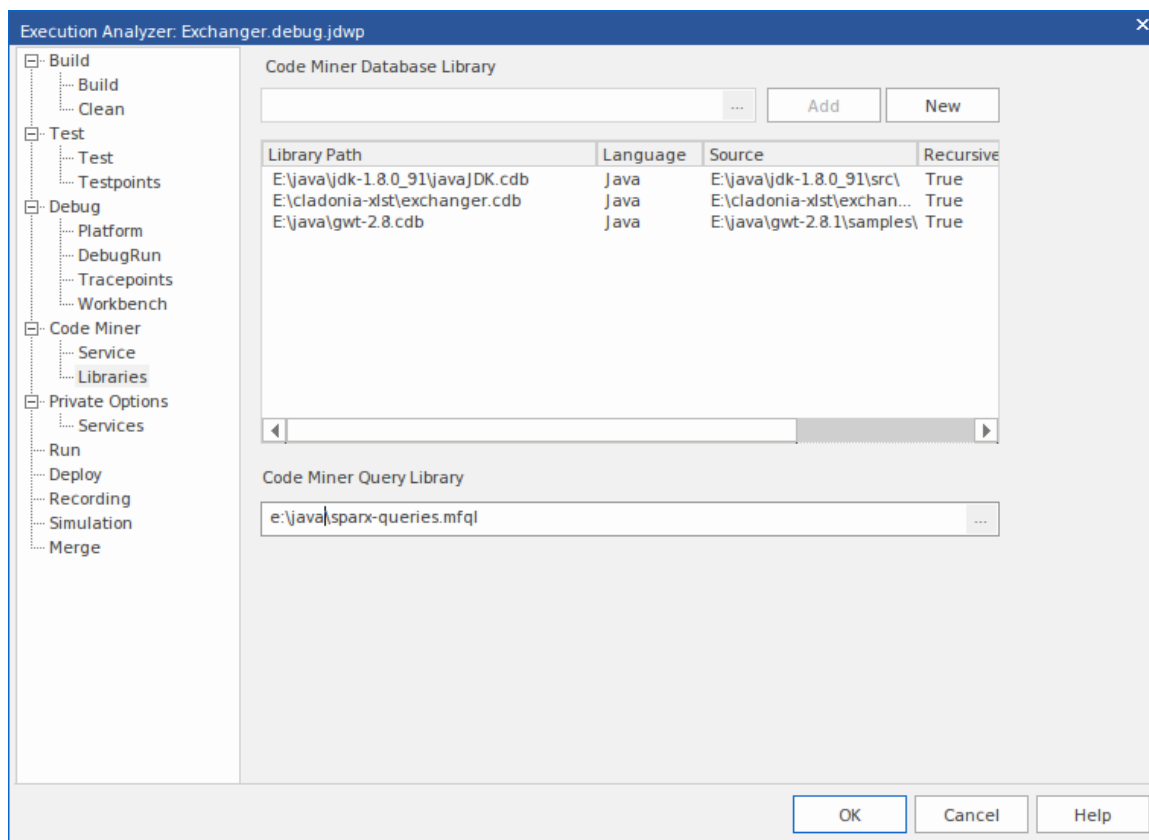 Execution Analyzer: Exchanger.debug.jdwp
Build
Build
Clean
Test
Test
Testpoints
Debug
Platform
DebugRun
Tracepoints
Workbench
Code Miner
Service
Libraries
Private Options
Services
Run
Deploy
Recording
Simulation
Merge
Code Miner Database Library
... Add New
Library Path Language Source Recursive
E:\java\jdk-1.8.0_91\javaJDK.cdb Java E:\java\jdk-1.8.0_91\src\ True
E:\cladonia-xlst\exchanger.cdb Java E:\cladonia-xlst\exchan... True
E:\java\gwt-2.8.cdb Java E:\java\gwt-2.8.1\samples\ True
Code Miner Query Library
e:\java\sparx-queries.mfql ...
OK Cancel Help